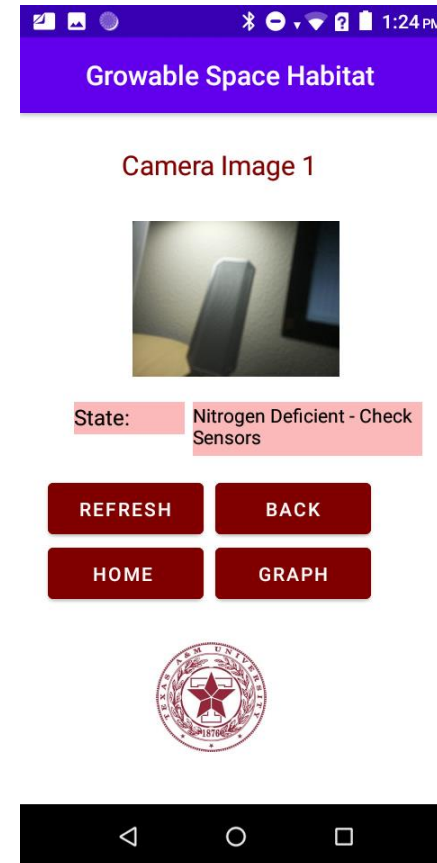 1:24 PM
Growable Space Habitat
Camera Image 1
State:
Nitrogen Deficient - Check
Sensors
REFRESH
BACK
HOME
GRAPH
TEXAS A&M UNIVERSITY
1876